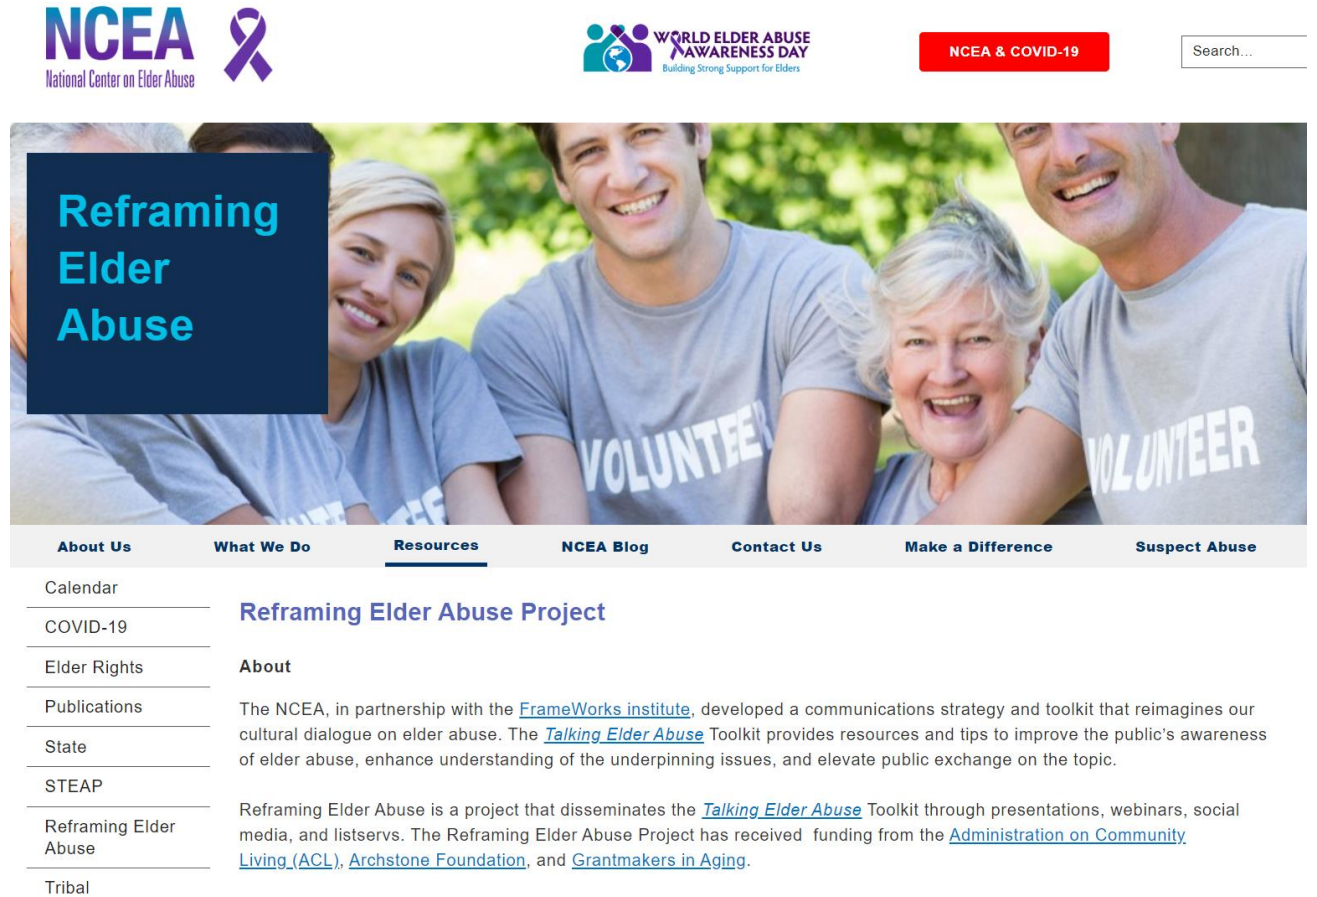 NCEA
National Center on Elder Abuse
WORLD ELDER ABUSE
AWARENESS DAY
Building Strong Support for Elders
NCEA & COVID-19
Search...
Reframing
Elder
Abuse
VOLUNTEER
VOLUNTEER
About Us
What We Do
Resources
NCEA Blog
Contact Us
Make a Difference
Suspect Abuse
Calendar
COVID-19
Elder Rights
Publications
State
STEAP
Reframing Elder
Abuse
Tribal
Reframing Elder Abuse Project
About
The NCEA, in partnership with the FrameWorks institute, developed a communications strategy and toolkit that reimagines our
cultural dialogue on elder abuse. The Talking Elder Abuse Toolkit provides resources and tips to improve the public's awareness
of elder abuse, enhance understanding of the underpinning issues, and elevate public exchange on the topic.
Reframing Elder Abuse is a project that disseminates the Talking Elder Abuse Toolkit through presentations, webinars, social
media, and listservs. The Reframing Elder Abuse Project has received funding from the Administration on Community
Living (ACL), Archstone Foundation, and Grantmakers in Aging.